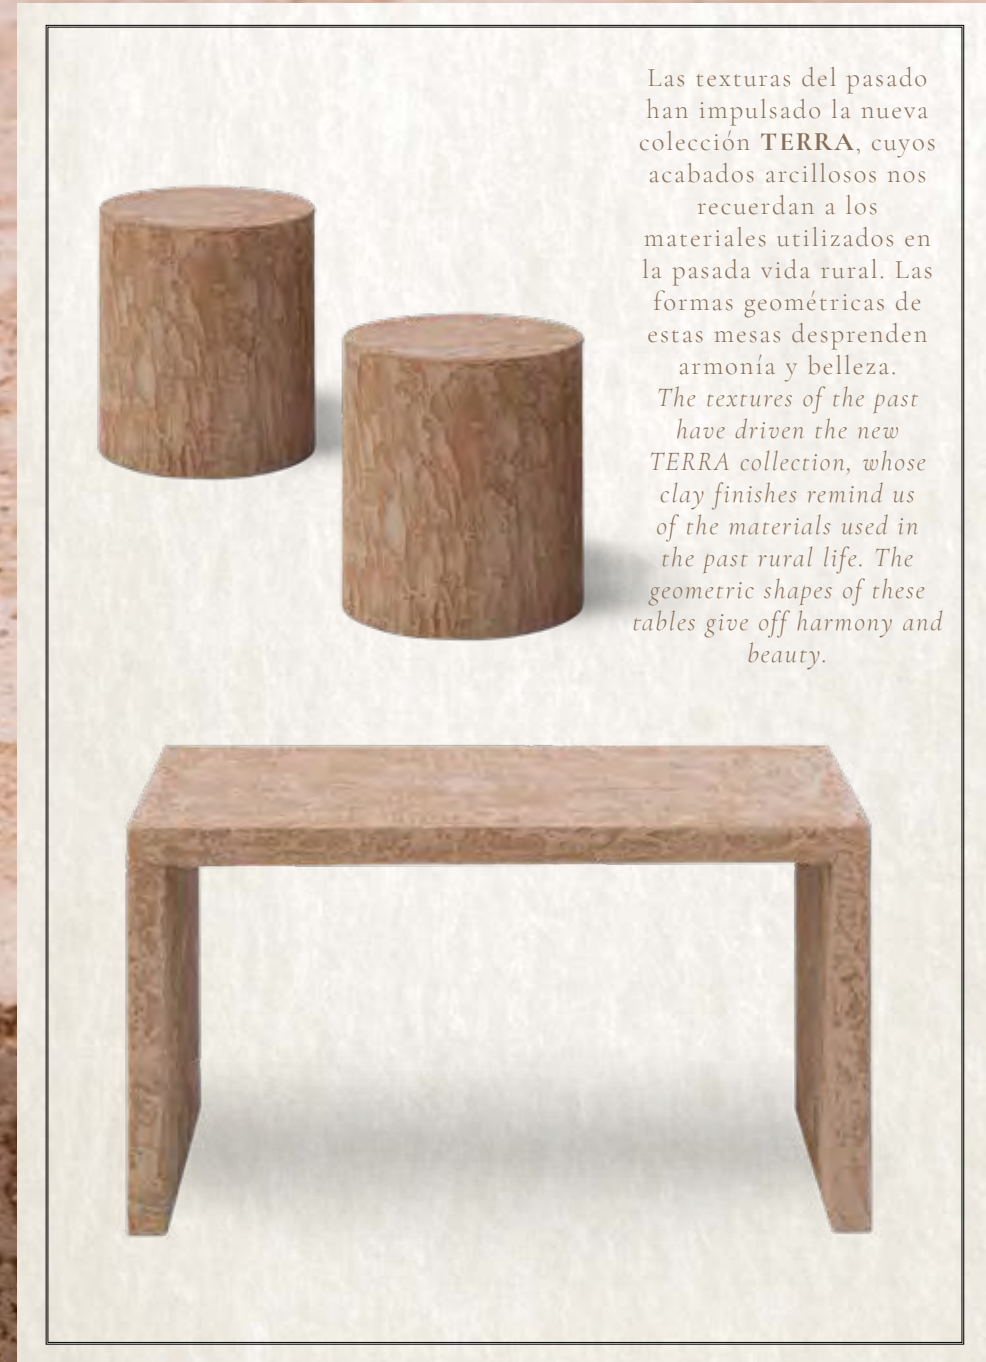 Las texturas del pasado
han impulsado la nueva
colección TERRA, cuyos
acabados arcillosos nos
recuerdan a los
materiales utilizados en
la pasada vida rural. Las
formas geométricas de
estas mesas desprenden
armonía y belleza.
The textures of the past
have driven the new
TERRA collection, whose
clay finishes remind us
of the materials used in
the past rural life. The
geometric shapes of these
tables give off harmony and
beauty.